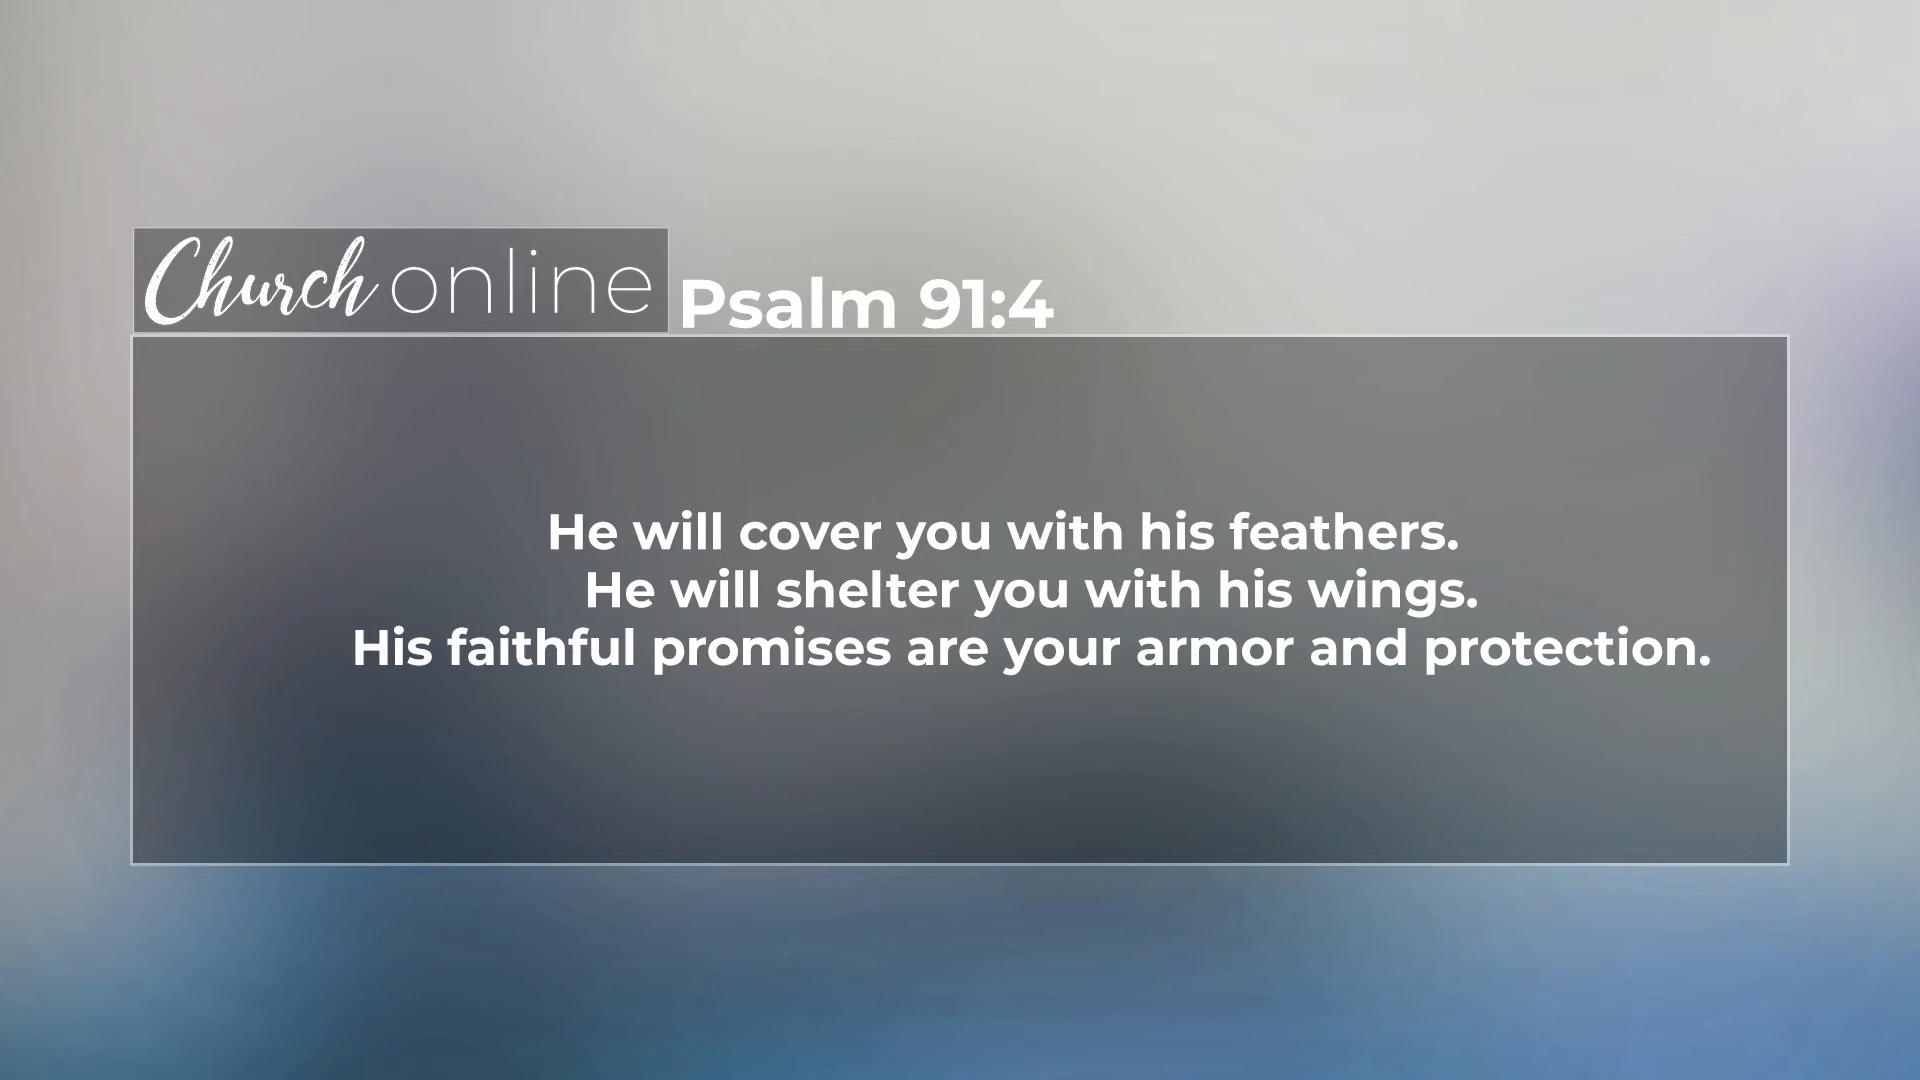 Church online
Psalm 91:4
He will cover you with his feathers.
He will shelter you with his wings.
His faithful promises are your armor and protection.